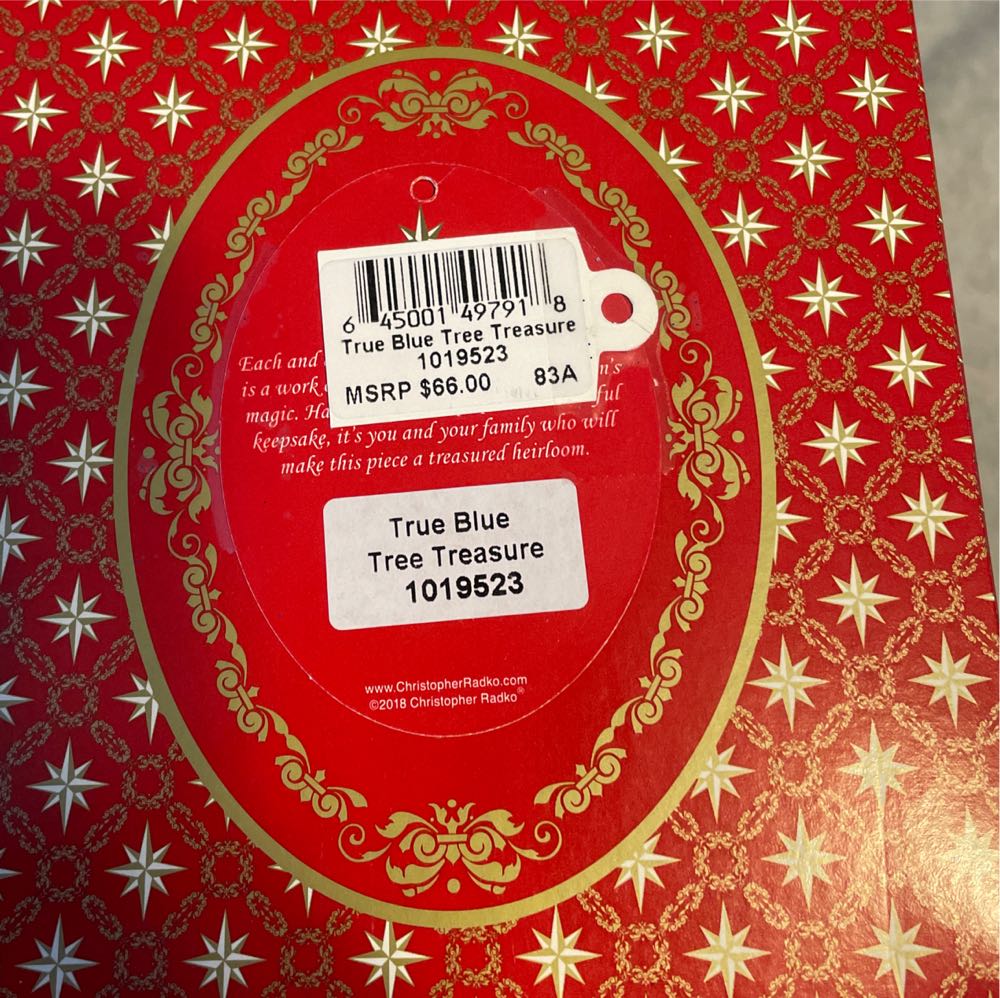 6 45001 49791 8
True Blue Tree Treasure
1019523
MSRP $66.00 83A
Each and
is a work
magic. Ha
keepsake, it's you and your family who will
make this piece a treasured heirloom.
True Blue
Tree Treasure
1019523
www.ChristopherRadko.com
©2018 Christopher Radko®